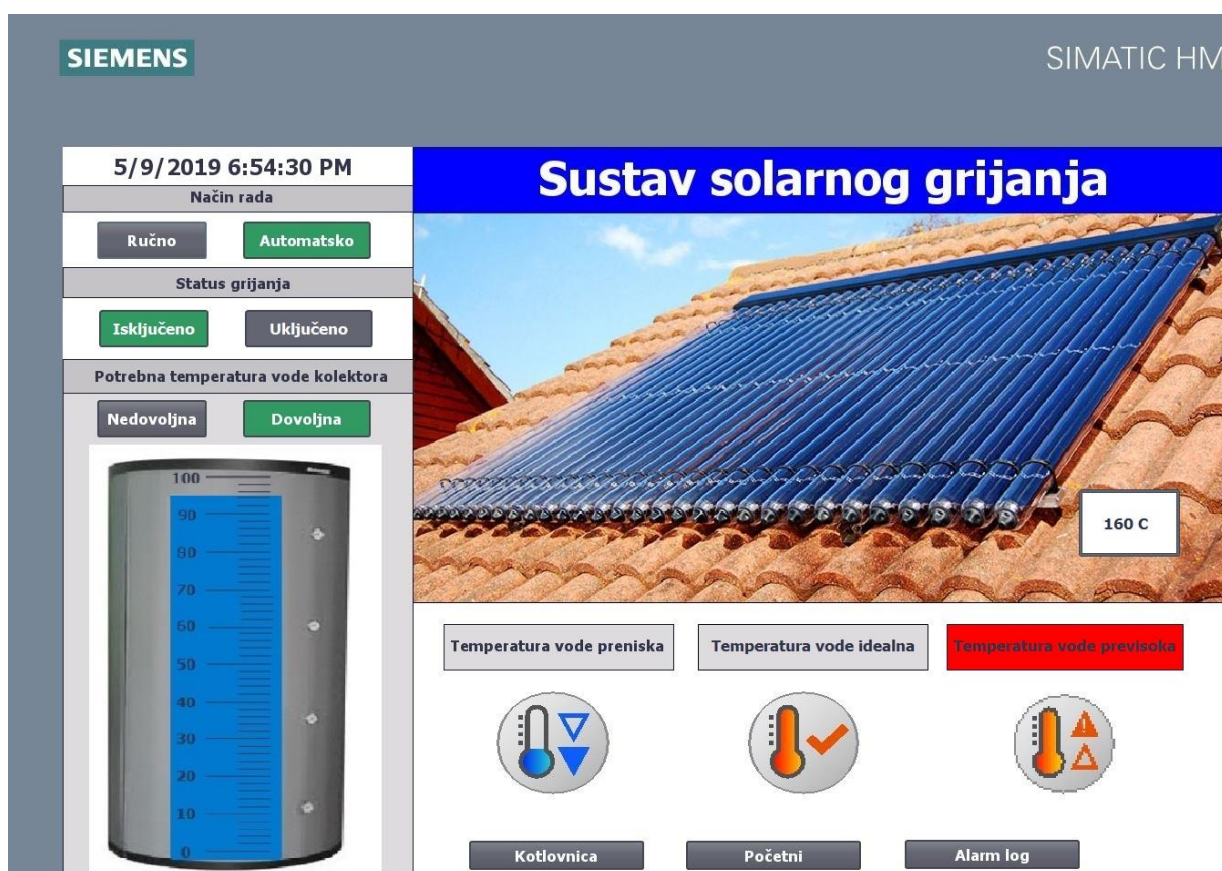 SIEMENS
SIMATIC HM
5/9/2019 6:54:30 PM
Sustav solarnog grijanja
Način rada
Ručno
Automatsko
Status grijanja
Isključeno
Uključeno
Potrebna temperatura vode kolektora
Nedovoljna
Dovoljna
100
90
80
70
60
50
40
30
20
10
0
160 C
Temperatura vode preniska
Temperatura vode idealna
Temperatura vode previsoka
Kotlovnica
Početni
Alarm log